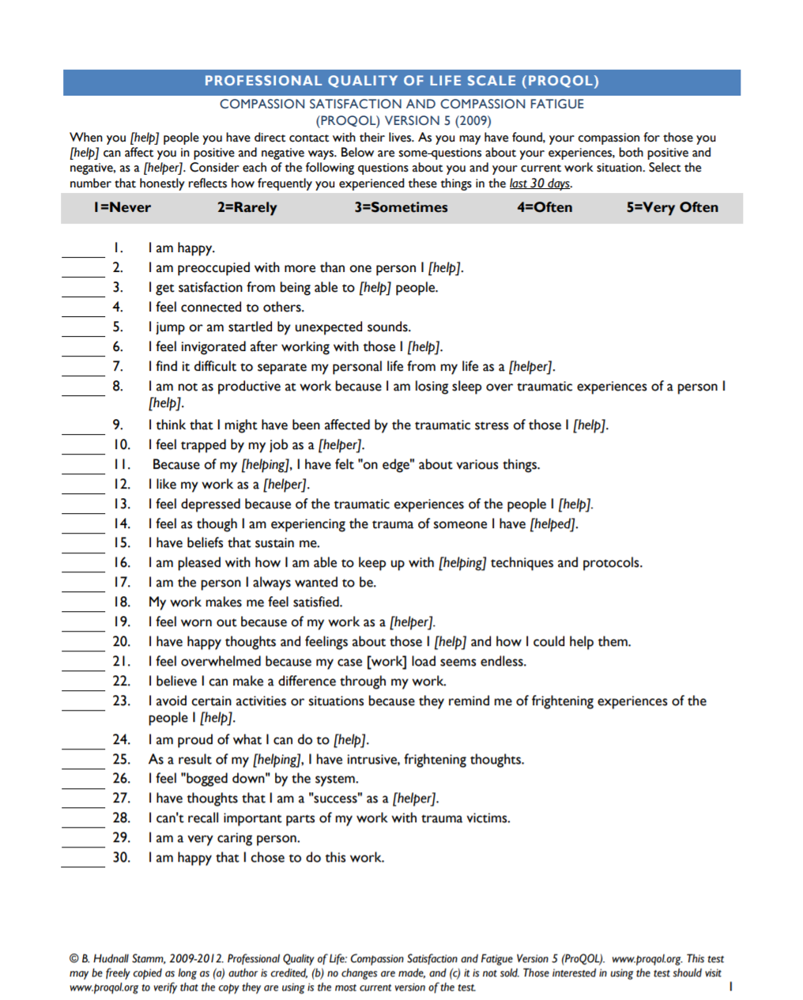 PROFESSIONAL QUALITY OF LIFE SCALE (PROQOL)
COMPASSION SATISFACTION AND COMPASSION FATIGUE
(PROQOL) VERSION 5 (2009)
When you [help] people you have direct contact with their lives. As you may have found, your compassion for those you
[help] can affect you in positive and negative ways. Below are some-questions about your experiences, both positive and
negative, as a [helper]. Consider each of the following questions about you and your current work situation. Select the
number that honestly reflects how frequently you experienced these things in the last 30 days.
1=Never 2=Rarely 3=Sometimes 4=Often 5=Very Often
1. I am happy.
2. I am preoccupied with more than one person I [help].
3. I get satisfaction from being able to [help] people.
4. I feel connected to others.
5. I jump or am startled by unexpected sounds.
6. I feel invigorated after working with those I [help].
7. I find it difficult to separate my personal life from my life as a [helper].
8. I am not as productive at work because I am losing sleep over traumatic experiences of a person I
[help].
9. I think that I might have been affected by the traumatic stress of those I [help].
10. I feel trapped by my job as a [helper].
11. Because of my [helping], I have felt "on edge" about various things.
12. I like my work as a [helper].
13. I feel depressed because of the traumatic experiences of the people I [help].
14. I feel as though I am experiencing the trauma of someone I have [helped].
15. I have beliefs that sustain me.
16. I am pleased with how I am able to keep up with [helping] techniques and protocols.
17. I am the person I always wanted to be.
18. My work makes me feel satisfied.
19. I feel worn out because of my work as a [helper].
20. I have happy thoughts and feelings about those I [help] and how I could help them.
21. I feel overwhelmed because my case [work] load seems endless.
22. I believe I can make a difference through my work.
23. I avoid certain activities or situations because they remind me of frightening experiences of the
people I [help].
24. I am proud of what I can do to [help].
25. As a result of my [helping], I have intrusive, frightening thoughts.
26. I feel "bogged down" by the system.
27. I have thoughts that I am a "success" as a [helper].
28. I can't recall important parts of my work with trauma victims.
29. I am a very caring person.
30. I am happy that I chose to do this work.
© B. Hudnall Stamm, 2009-2012. Professional Quality of Life: Compassion Satisfaction and Fatigue Version 5 (ProQOL). www.proqol.org. This test
may be freely copied as long as (a) author is credited, (b) no changes are made, and (c) it is not sold. Those interested in using the test should visit
www.proqol.org to verify that the copy they are using is the most current version of the test. 1